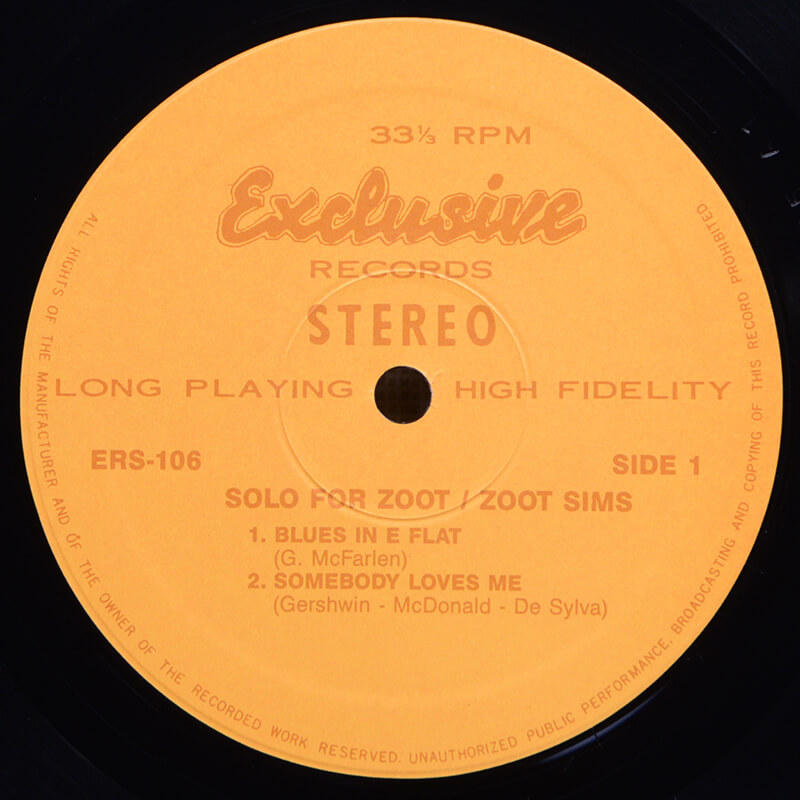 33⅓ RPM
Exclusive
RECORDS
STEREO
LONG PLAYING HIGH FIDELITY
ERS-106 SIDE 1
SOLO FOR ZOOT / ZOOT SIMS
1. BLUES IN E FLAT
(G. McFarlen)
2. SOMEBODY LOVES ME
(Gershwin - McDonald - De Sylva)
ALL RIGHTS OF THE MANUFACTURER AND OF THE OWNER OF THE RECORDED WORK RESERVED. UNAUTHORIZED PUBLIC PERFORMANCE, BROADCASTING AND COPYING OF THIS RECORD PROHIBITED